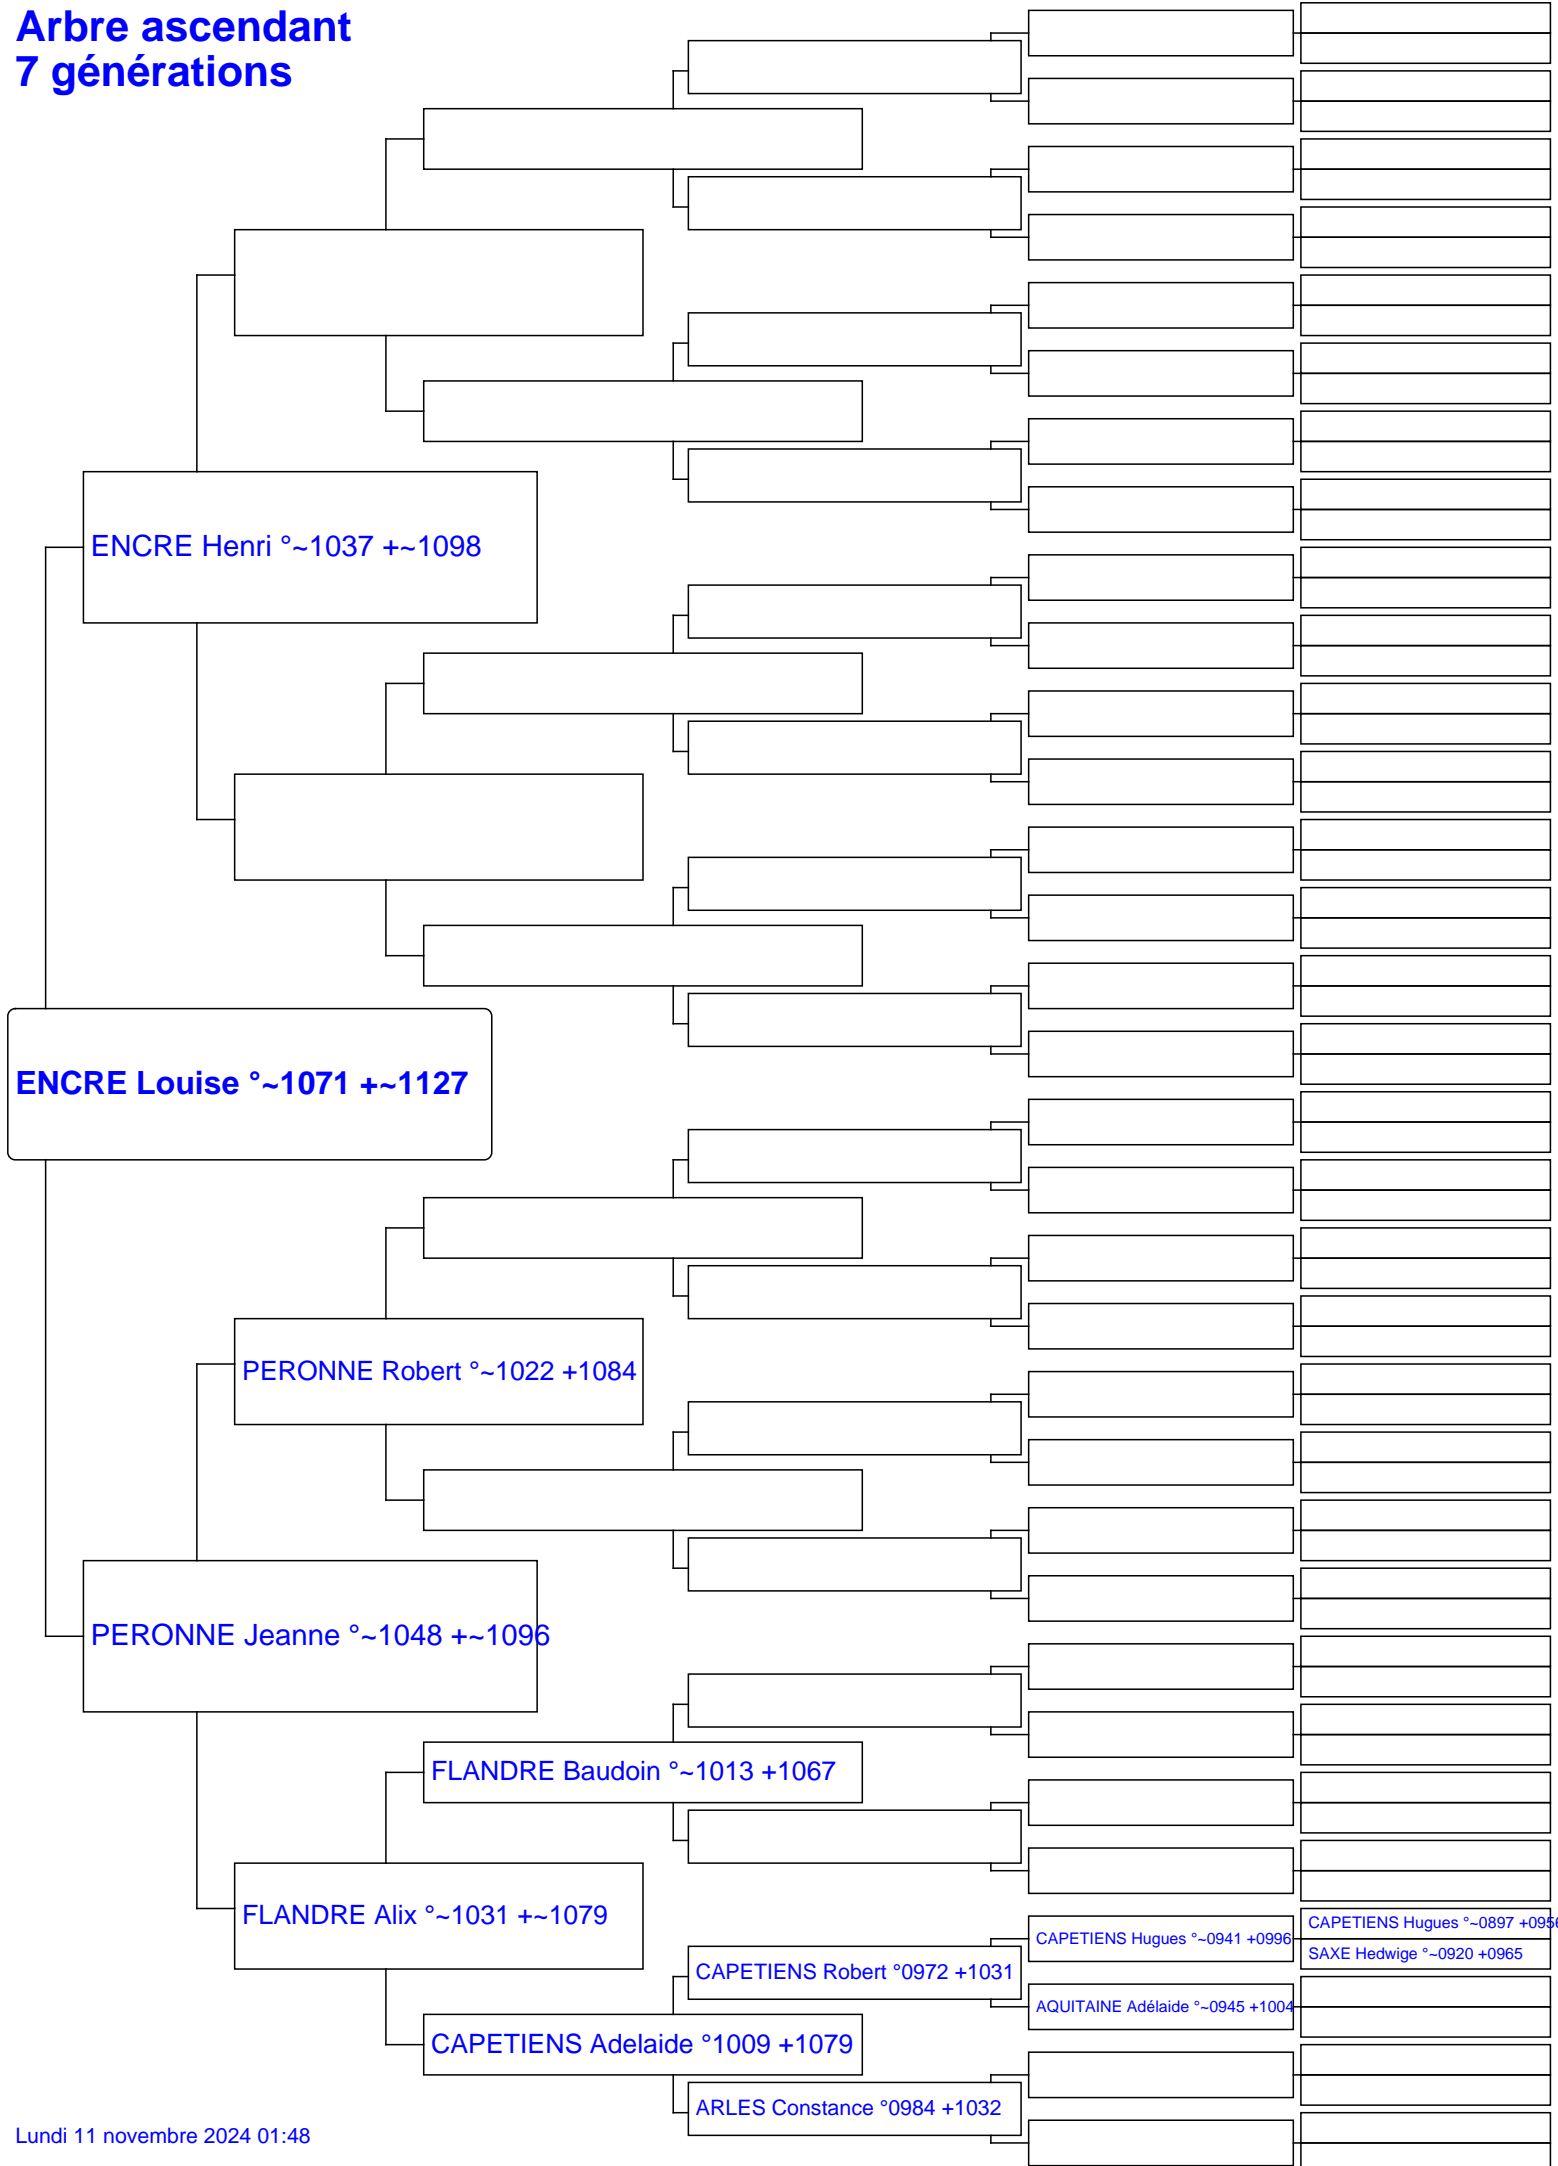 Arbre ascendant
7 générations
ENCRE Henri °~1037 +~1098
ENCRE Louise °~1071 +~1127
PERONNE Robert °~1022 +1084
PERONNE Jeanne °~1048 +~1096
FLANDRE Baudoin °~1013 +1067
FLANDRE Alix °~1031 +~1079
CAPETIENS Hugues °~0897 +0956
CAPETIENS Hugues °~0941 +0996
SAXE Hedwige °~0920 +0965
CAPETIENS Robert °0972 +1031
AQUITAINE Adélaide °~0945 +1004
CAPETIENS Adelaide °1009 +1079
ARLES Constance °0984 +1032
Lundi 11 novembre 2024 01:48